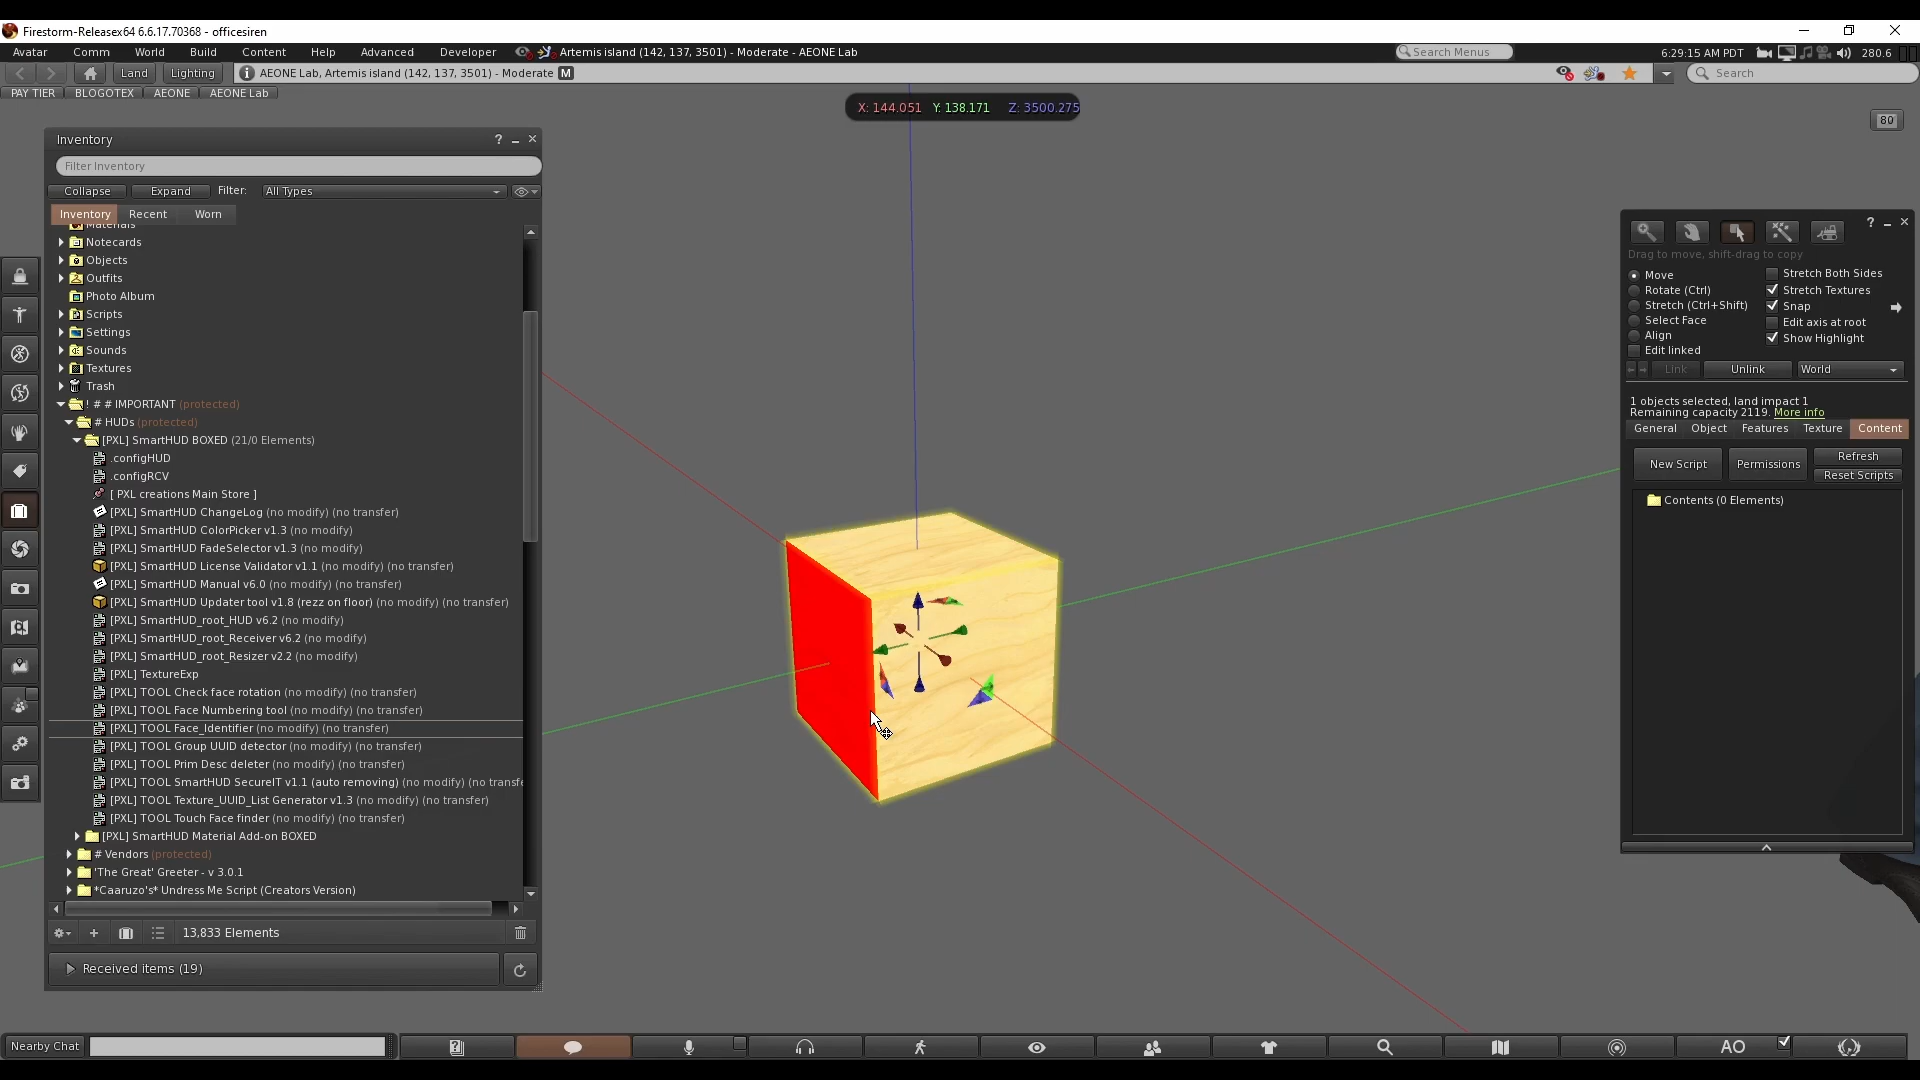 Firestorm-Releasex64 6.6.17.70368 - officesiren
Avatar Comm World Build Content Help Advanced Developer Artemis island (142, 137, 3501) - Moderate - AEONE Lab Search Menus 6:29:15 AM PDT 280.6
Land Lighting AEONE Lab, Artemis island (142, 137, 3501) - Moderate M Search
PAY TIER BLOGOTEX AEONE AEONE Lab
X: 144.051 Y: 138.171 Z: 3500.275
80
Inventory ?
Filter Inventory
Collapse Expand Filter: All Types
Inventory Recent Worn
Materials
Notecards
Objects
Outfits
Photo Album
Scripts
Settings
Sounds
Textures
Trash
! # # IMPORTANT (protected)
# HUDs (protected)
[PXL] SmartHUD BOXED (21/0 Elements)
.configHUD
.configRCV
[ PXL creations Main Store ]
[PXL] SmartHUD ChangeLog (no modify) (no transfer)
[PXL] SmartHUD ColorPicker v1.3 (no modify)
[PXL] SmartHUD FadeSelector v1.3 (no modify)
[PXL] SmartHUD License Validator v1.1 (no modify) (no transfer)
[PXL] SmartHUD Manual v6.0 (no modify) (no transfer)
[PXL] SmartHUD Updater tool v1.8 (rezz on floor) (no modify) (no transfer)
[PXL] SmartHUD_root_HUD v6.2 (no modify)
[PXL] SmartHUD_root_Receiver v6.2 (no modify)
[PXL] SmartHUD_root_Resizer v2.2 (no modify)
[PXL] TextureExp
[PXL] TOOL Check face rotation (no modify) (no transfer)
[PXL] TOOL Face Numbering tool (no modify) (no transfer)
[PXL] TOOL Face_Identifier (no modify) (no transfer)
[PXL] TOOL Group UUID detector (no modify) (no transfer)
[PXL] TOOL Prim Desc deleter (no modify) (no transfer)
[PXL] TOOL SmartHUD SecureIT v1.1 (auto removing) (no modify) (no transfe
[PXL] TOOL Texture_UUID_List Generator v1.3 (no modify) (no transfer)
[PXL] TOOL Touch Face finder (no modify) (no transfer)
[PXL] SmartHUD Material Add-on BOXED
# Vendors (protected)
'The Great' Greeter - v 3.0.1
*Caaruzo's* Undress Me Script (Creators Version)
13,833 Elements
Received items (19)
?
Drag to move, shift-drag to copy
Move
Rotate (Ctrl)
Stretch (Ctrl+Shift)
Select Face
Align
Edit linked
Stretch Both Sides
Stretch Textures
Snap
Edit axis at root
Show Highlight
Link Unlink World
1 objects selected, land impact 1
Remaining capacity 2119. More info
General Object Features Texture Content
New Script Permissions Refresh
Reset Scripts
Contents (0 Elements)
Nearby Chat AO